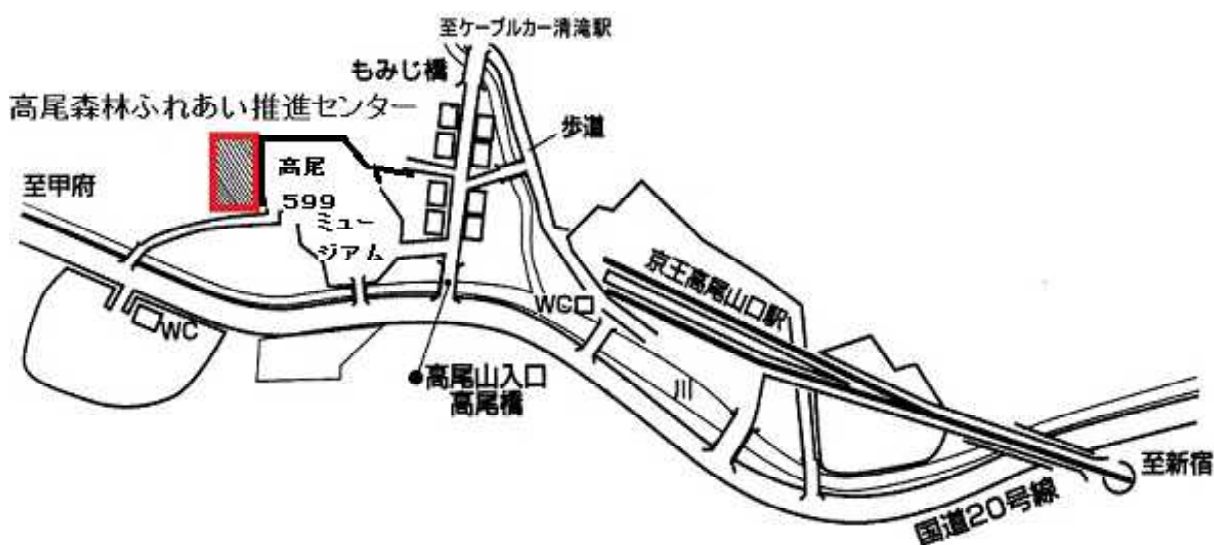 至ケーブルカー清滝駅
もみじ橋
高尾森林ふれあい推進センター
歩道
至甲府
高尾
599
ミュー
ジアム
京王高尾山口駅
WC
WC
高尾山入口
高尾橋
川
至新宿
国道20号線